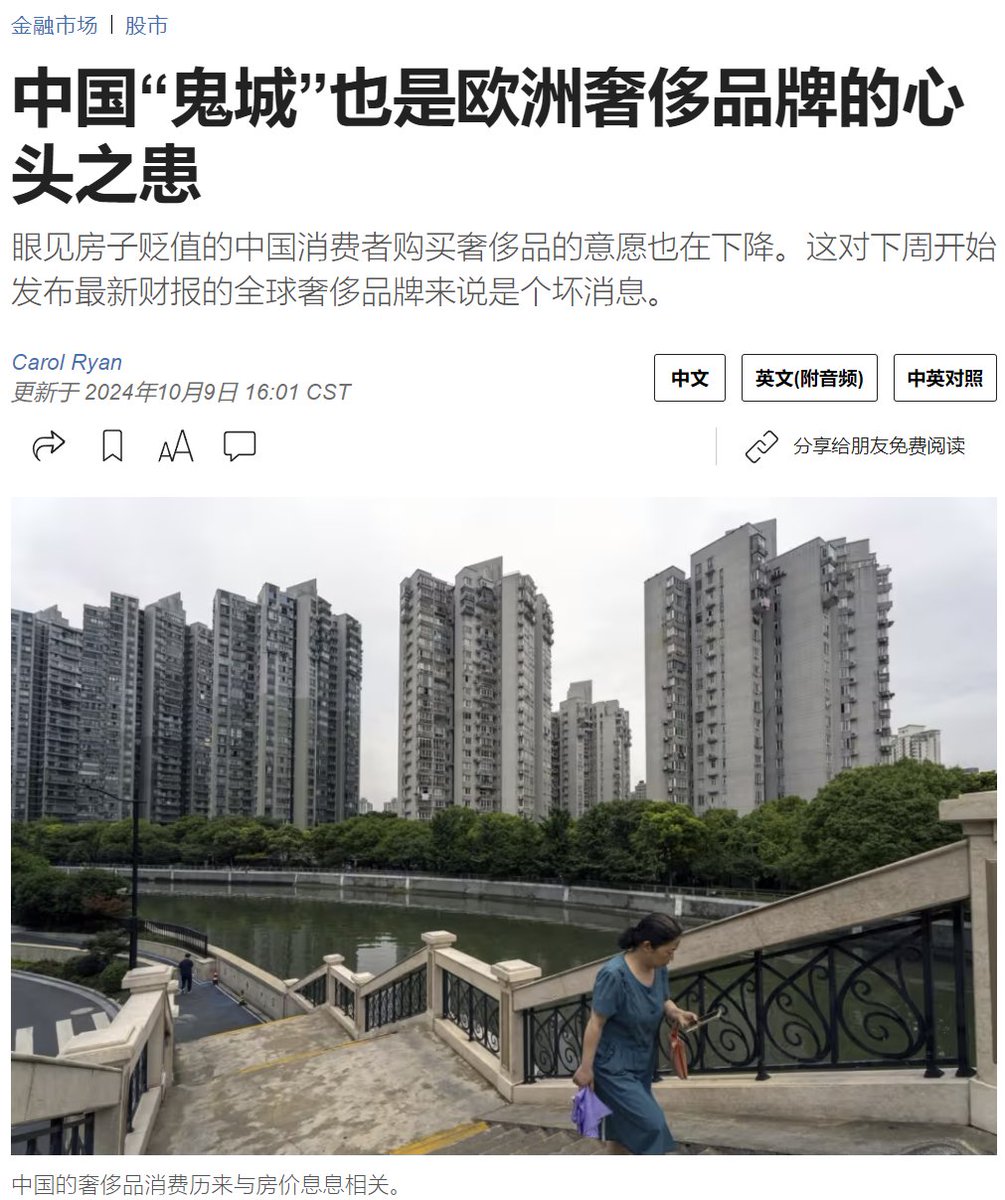 金融市场 | 股市
中国“鬼城”也是欧洲奢侈品牌的心
头之患
眼见房子贬值的中国消费者购买奢侈品的意愿也在下降。这对下周开始
发布最新财报的全球奢侈品牌来说是个坏消息。
Carol Ryan
更新于 2024年10月9日 16:01 CST
中文
英文(附音频)
中英对照
AA
分享给朋友免费阅读
中国的奢侈品消费历来与房价息息相关。